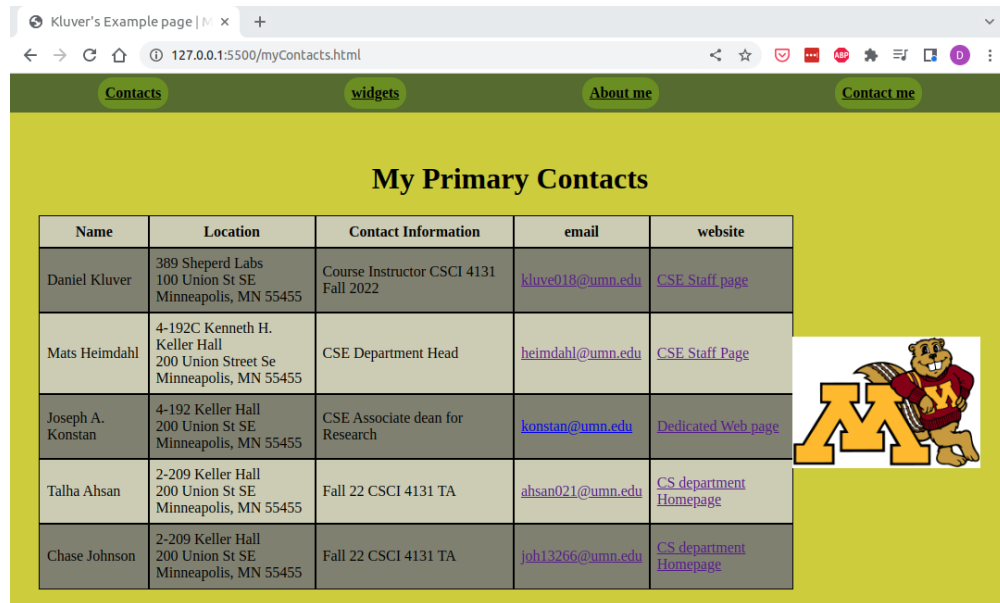 Kluver's Example page | M
127.0.0.1:5500/myContacts.html
ABP
D
Contacts
widgets
About me
Contact me
My Primary Contacts
Name
Location
Contact Information
email
website
Daniel Kluver
389 Sheperd Labs
100 Union St SE
Minneapolis, MN 55455
Course Instructor CSCI 4131
Fall 2022
kluve018@umn.edu
CSE Staff page
Mats Heimdahl
4-192C Kenneth H.
Keller Hall
200 Union Street Se
Minneapolis, MN 55455
CSE Department Head
heimdahl@umn.edu
CSE Staff Page
Joseph A.
Konstan
4-192 Keller Hall
200 Union St SE
Minneapolis, MN 55455
CSE Associate dean for
Research
konstan@umn.edu
Dedicated Web page
Talha Ahsan
2-209 Keller Hall
200 Union St SE
Minneapolis, MN 55455
Fall 22 CSCI 4131 TA
ahsan021@umn.edu
CS department
Homepage
Chase Johnson
2-209 Keller Hall
200 Union St SE
Minneapolis, MN 55455
Fall 22 CSCI 4131 TA
joh13266@umn.edu
CS department
Homepage
M
M